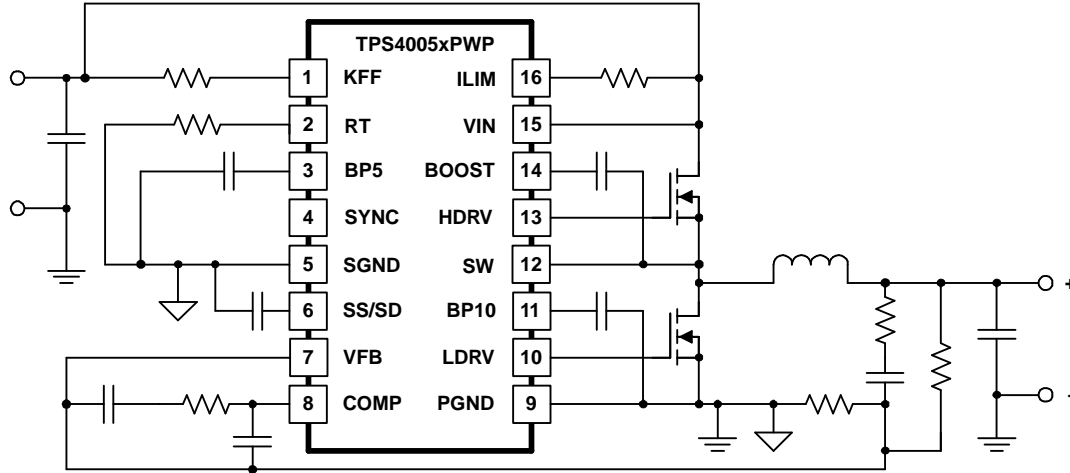 TPS4005xPWP
1 KFF ILIM 16
2 RT VIN 15
3 BP5 BOOST 14
4 SYNC HDRV 13
5 SGND SW 12
6 SS/SD BP10 11
7 VFB LDRV 10
8 COMP PGND 9
+
-